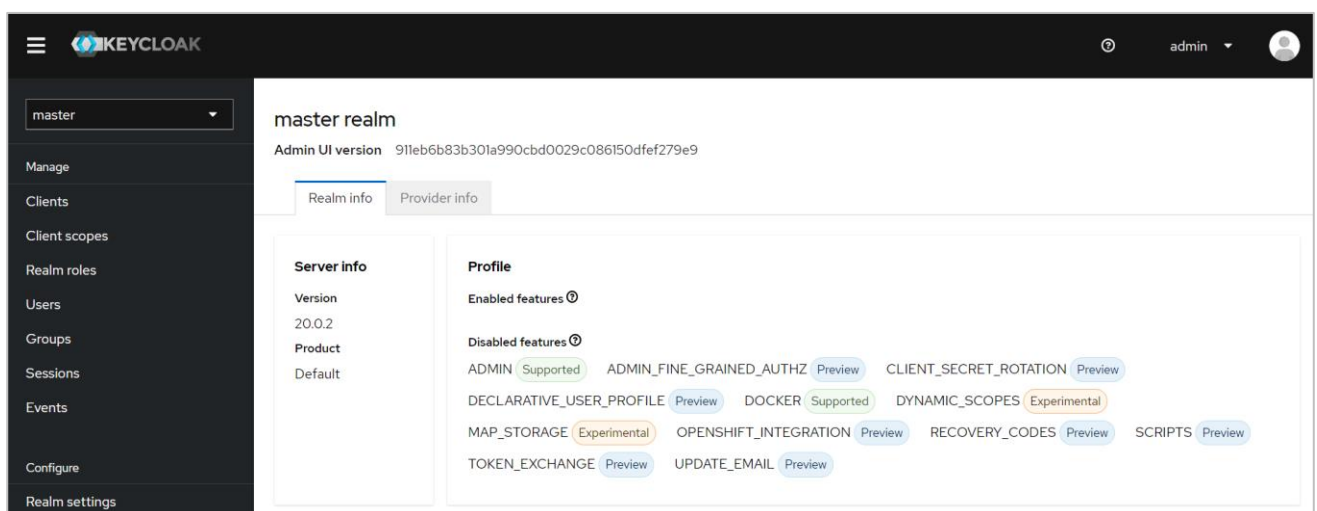 KEYCLOAK
admin
master
Manage
Clients
Client scopes
Realm roles
Users
Groups
Sessions
Events
Configure
Realm settings
master realm
Admin UI version 911eb6b83b301a990cbd0029c086150dfef279e9
Realm info Provider info
Server info
Version
20.0.2
Product
Default
Profile
Enabled features
Disabled features
ADMIN Supported ADMIN_FINE_GRAINED_AUTHZ Preview CLIENT_SECRET_ROTATION Preview
DECLARATIVE_USER_PROFILE Preview DOCKER Supported DYNAMIC_SCOPES Experimental
MAP_STORAGE Experimental OPENSHIFT_INTEGRATION Preview RECOVERY_CODES Preview SCRIPTS Preview
TOKEN_EXCHANGE Preview UPDATE_EMAIL Preview